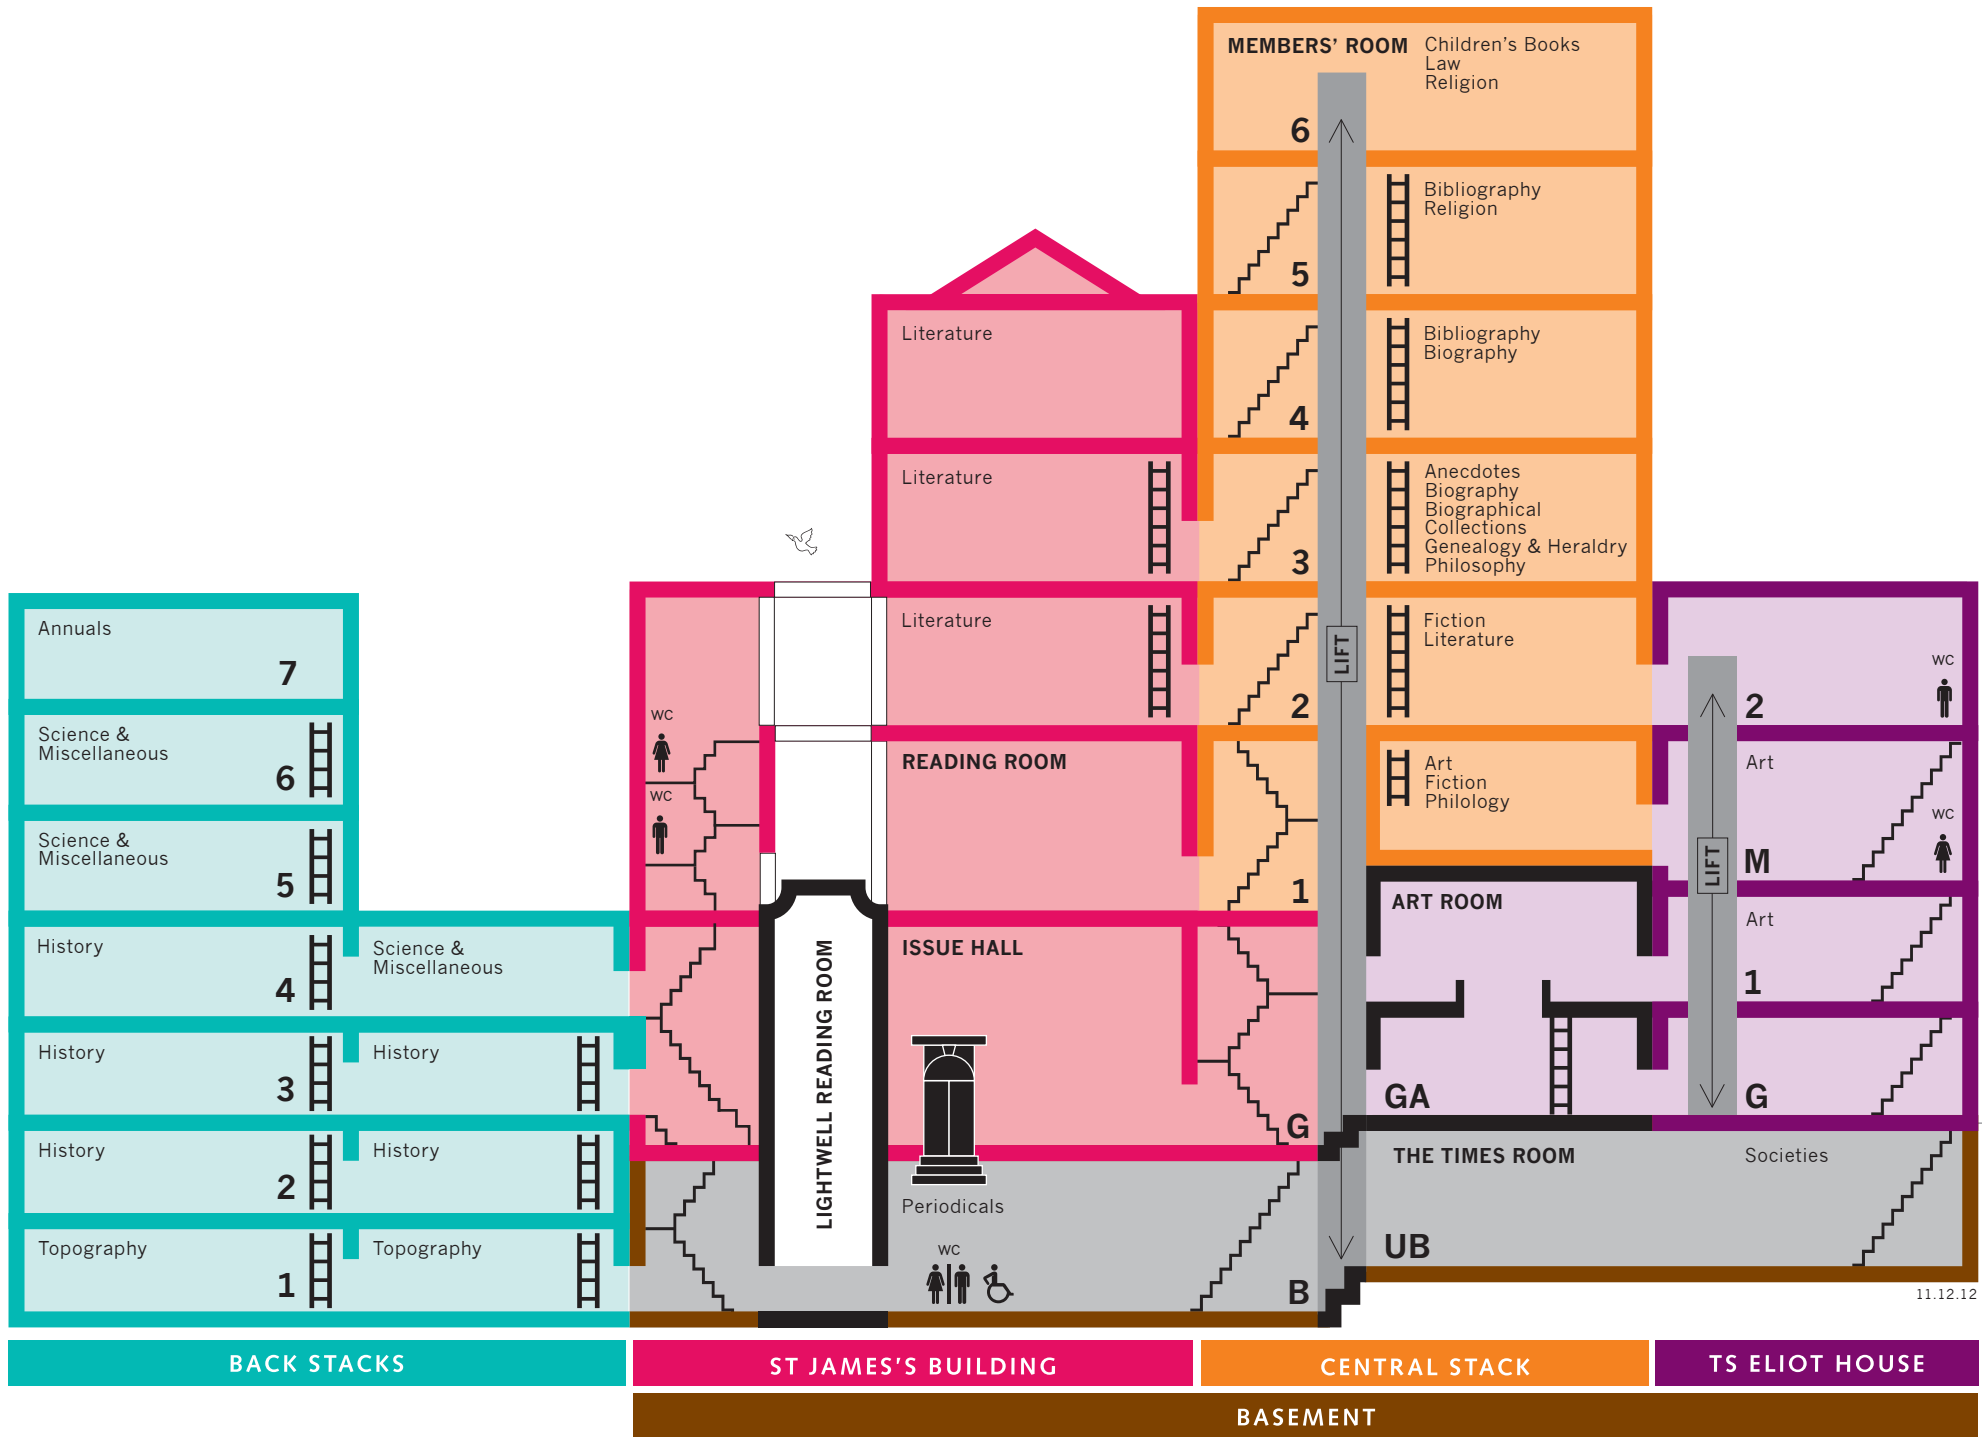 MEMBERS' ROOM
Children's Books
Law
Religion
6
Bibliography
Religion
5
Literature
Bibliography
Biography
4
Literature
Anecdotes
Biography
Biographical
Collections
Genealogy & Heraldry
Philosophy
3
Annuals
7
Literature
Fiction
Literature
LIFT
2
WC
2
Science &
Miscellaneous
6
WC
WC
READING ROOM
Art
Fiction
Philology
1
Art
WC
LIFT
M
Science &
Miscellaneous
5
History
4
Science &
Miscellaneous
LIGHTWELL READING ROOM
ISSUE HALL
G
ART ROOM
Art
1
History
3
History
GA
G
History
2
History
Periodicals
WC
B
THE TIMES ROOM
Societies
UB
Topography
1
Topography
11.12.12
BACK STACKS
ST JAMES'S BUILDING
CENTRAL STACK
TS ELIOT HOUSE
BASEMENT